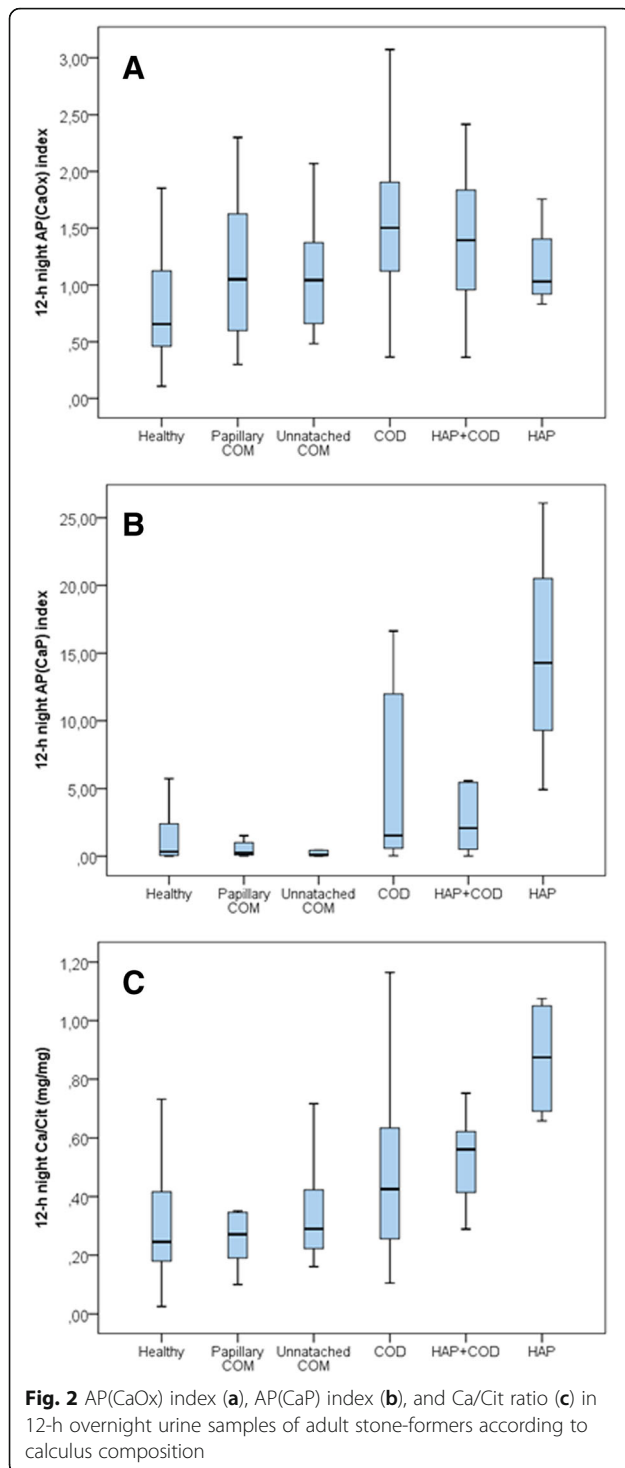 A
12-h night AP(CaOx) index
3,00
2,50
2,00
1,50
1,00
,50
,00
Healthy Papillary COM Unnatached COM COD HAP+COD HAP
B
12-h night AP(CaP) index
25,00
20,00
15,00
10,00
5,00
,00
Healthy Papillary COM Unnatached COM COD HAP+COD HAP
C
12-h night Ca/Cit (mg/mg)
1,20
1,00
,80
,60
,40
,20
,00
Healthy Papillary COM Unnatached COM COD HAP+COD HAP
Fig. 2 AP(CaOx) index (a), AP(CaP) index (b), and Ca/Cit ratio (c) in
12-h overnight urine samples of adult stone-formers according to
calculus composition